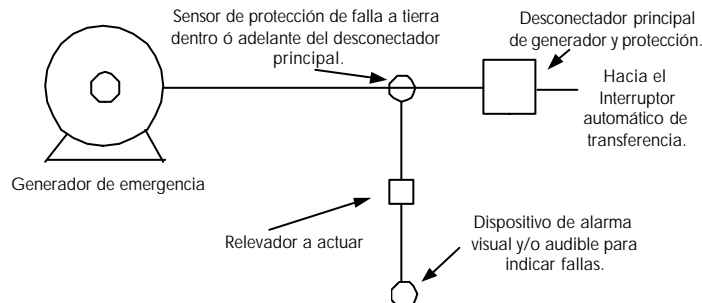 Sensor de protección de falla a tierra
dentro ó adelante del desconectador
principal.
Desconectador principal
de generador y protección.
Hacia el
Interruptor
automático de
transferencia.
Generador de emergencia
Relevador a actuar
Dispositivo de alarma
visual y/o audible para
indicar fallas.